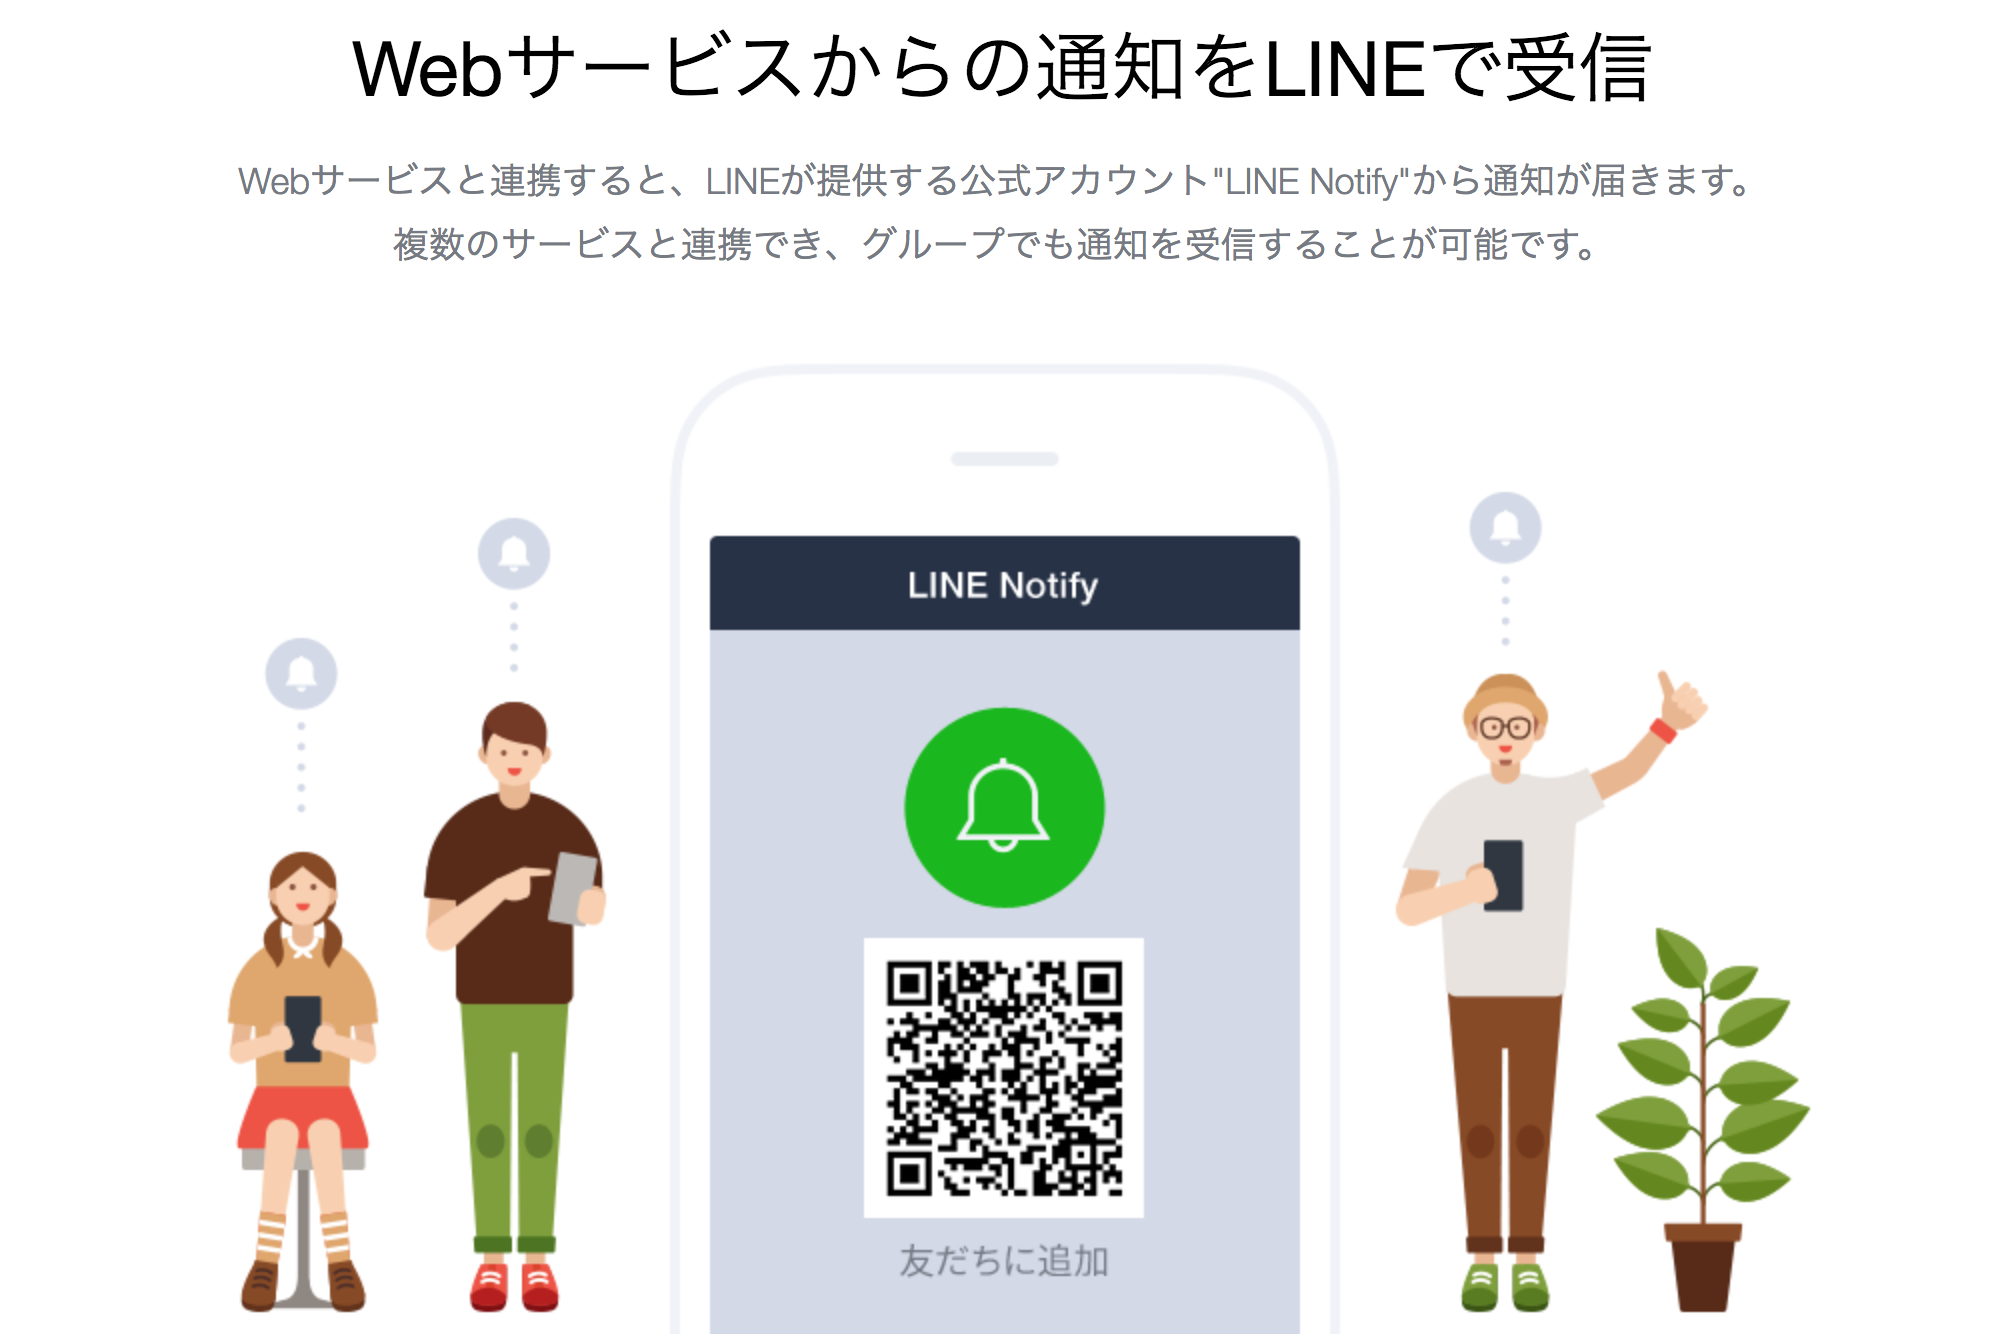 Webサービスからの通知をLINEで受信
Webサービスと連携すると、LINEが提供する公式アカウント"LINE Notify"から通知が届きます。
複数のサービスと連携でき、グループでも通知を受信することが可能です。
LINE Notify
友だちに追加